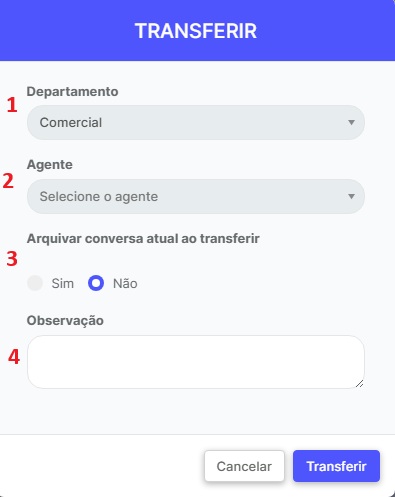 TRANSFERIR
Departamento
1
Comercial
Agente
2
Selecione o agente
Arquivar conversa atual ao transferir
3
Sim Não
Observação
4
Cancelar Transferir